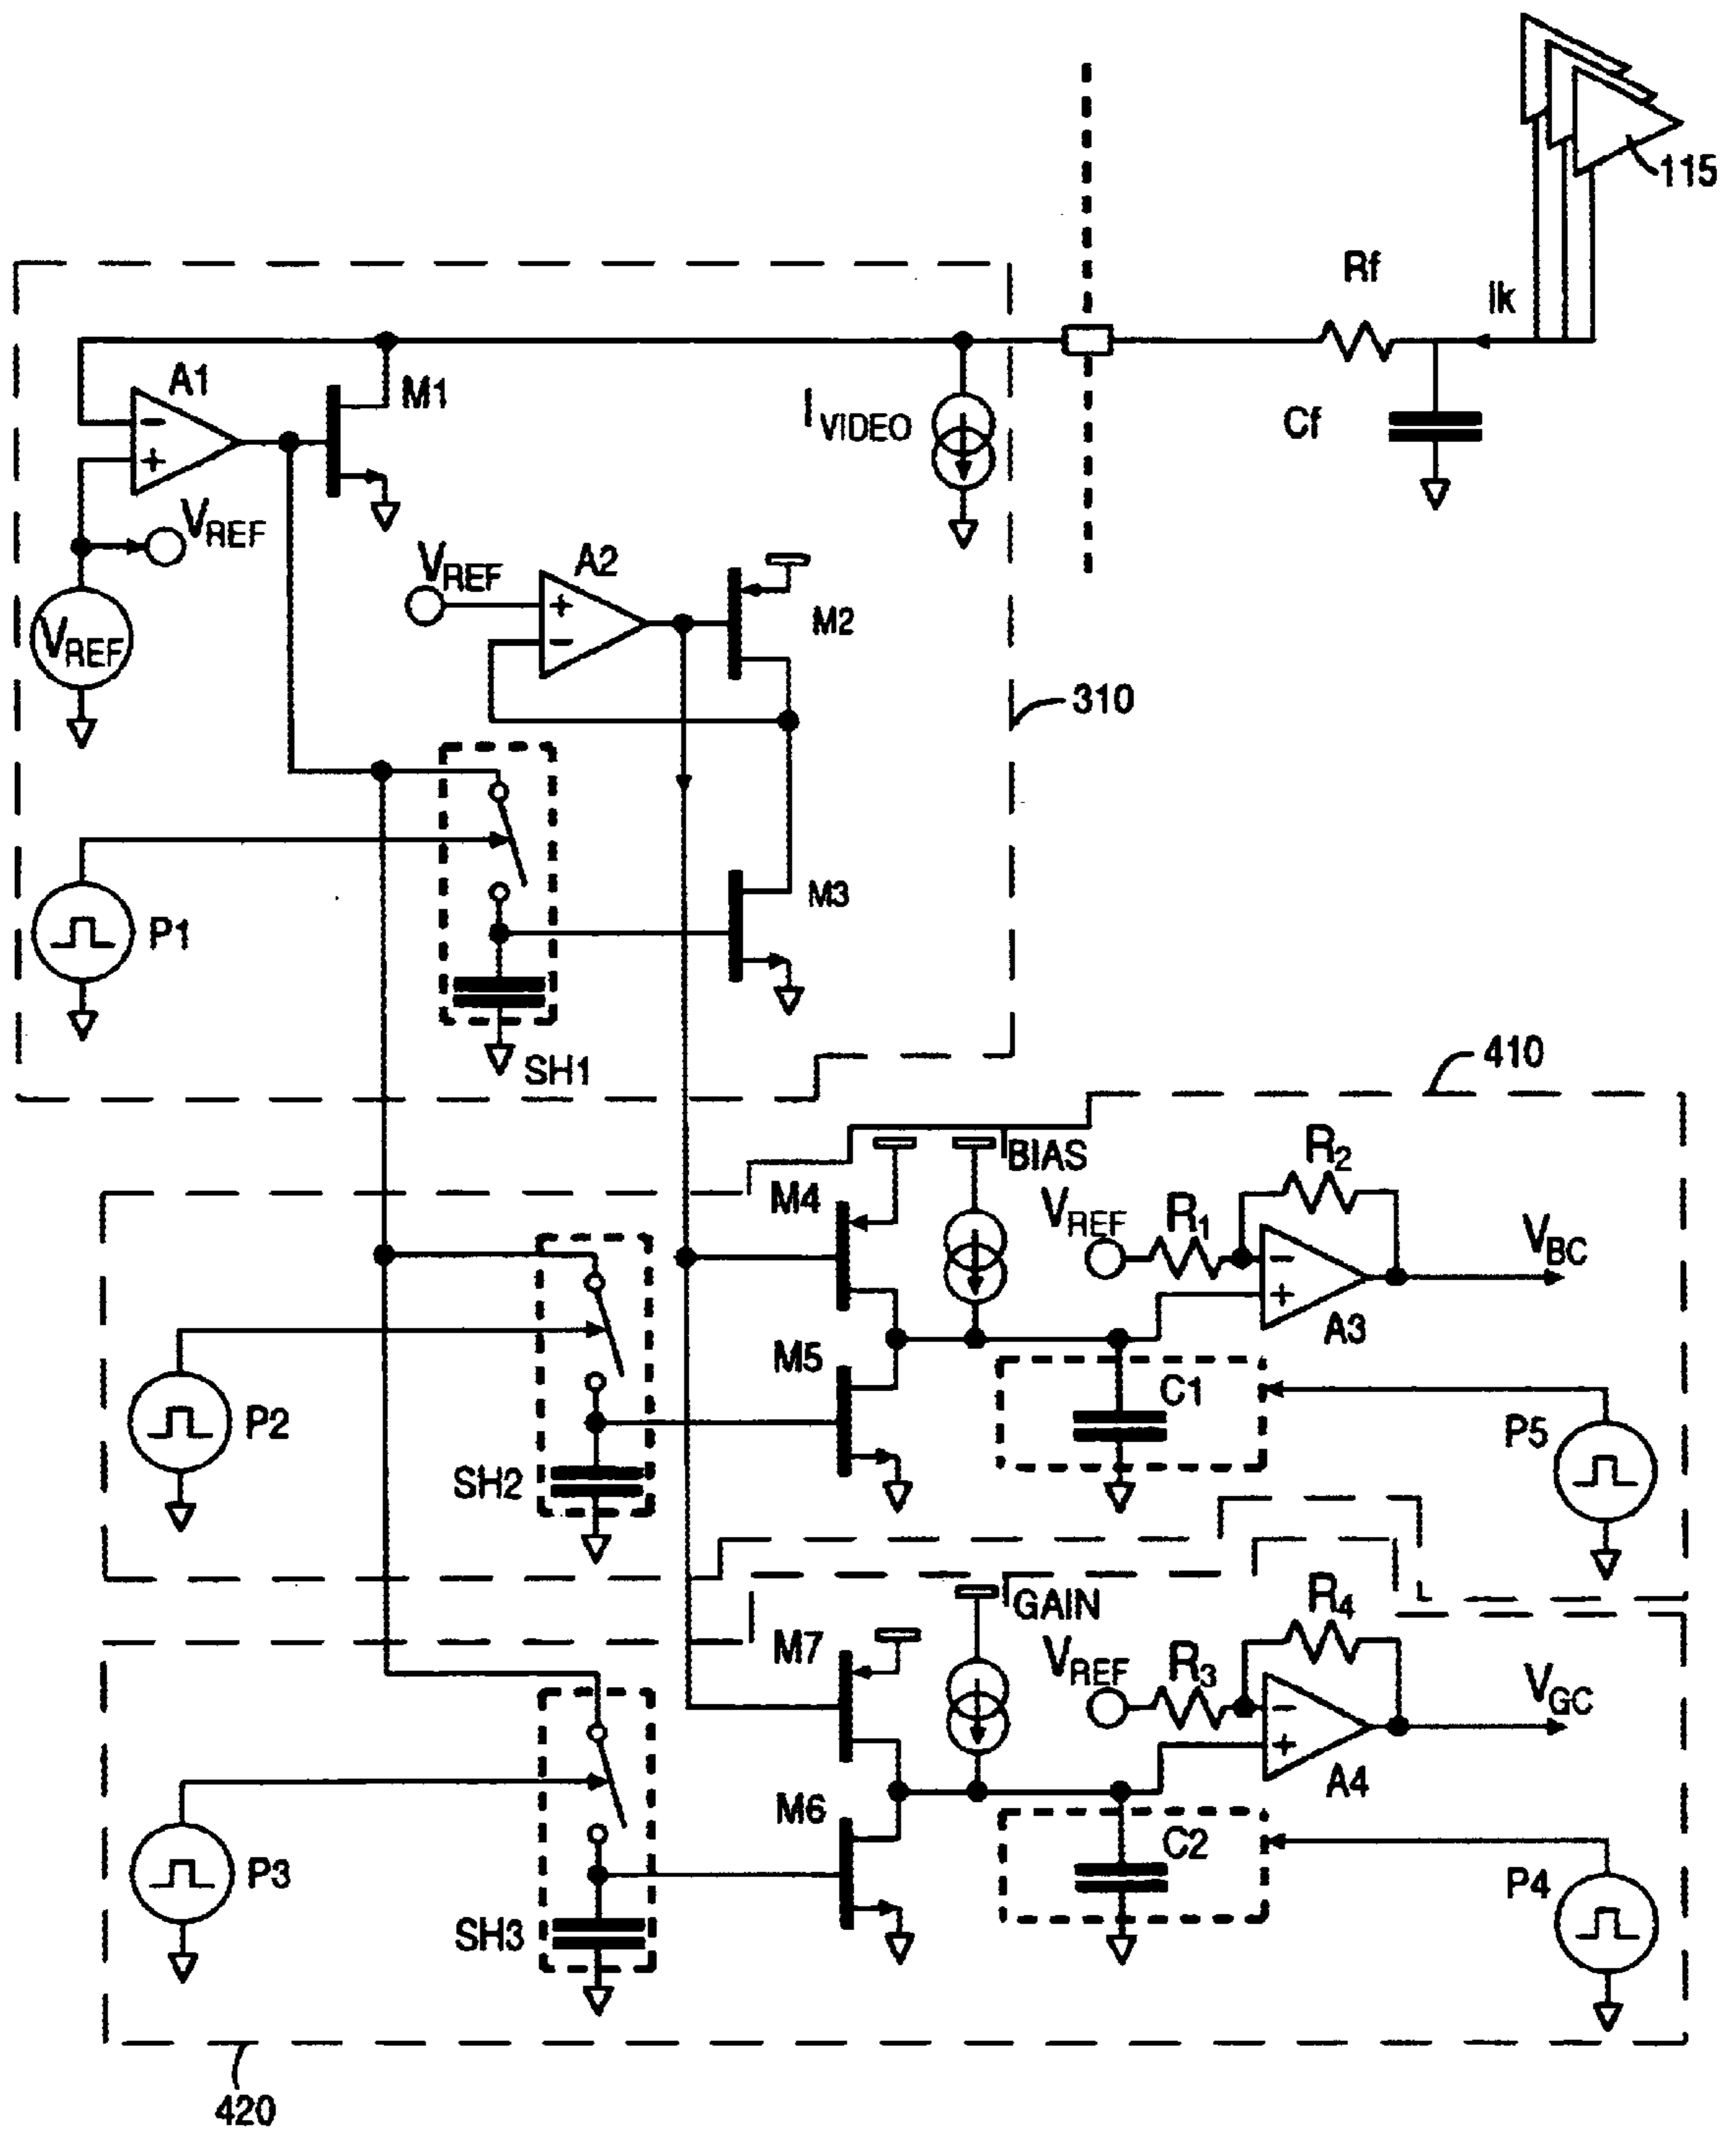 115
Rf
Ik
A1
M1
I VIDEO
Cf
VREF
VREF
A2
VREF
M2
310
M3
P1
SH1
410
IBIAS
R2
M4
VREF
R1
VBC
A3
M5
C1
P2
P5
SH2
IGAIN
R4
M7
VREF
R3
VGC
A4
M6
C2
P3
P4
SH3
420